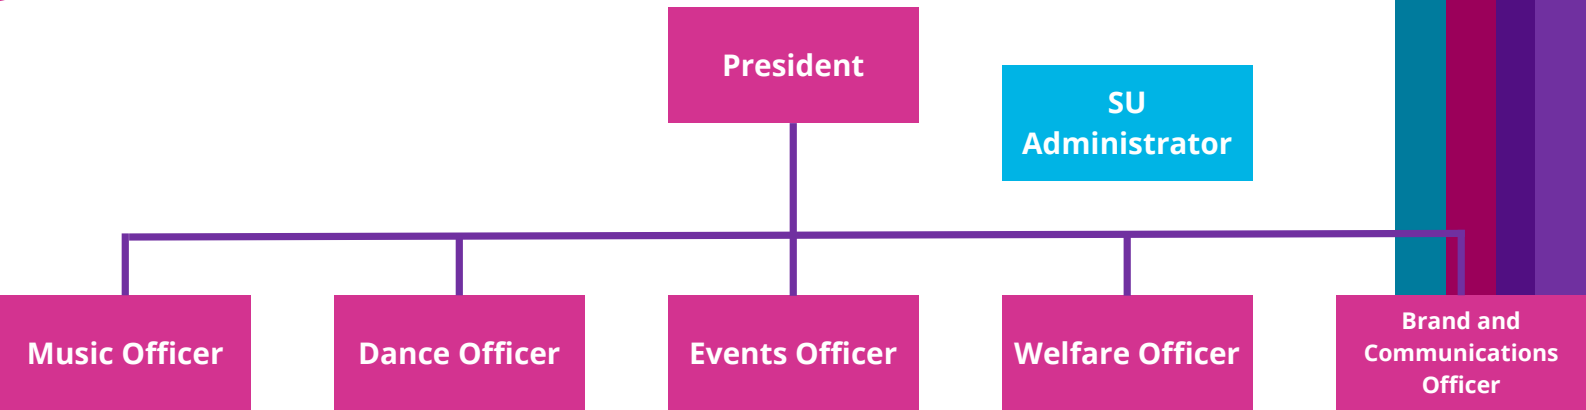 President
SU
Administrator
Music Officer
Dance Officer
Events Officer
Welfare Officer
Brand and
Communications
Officer